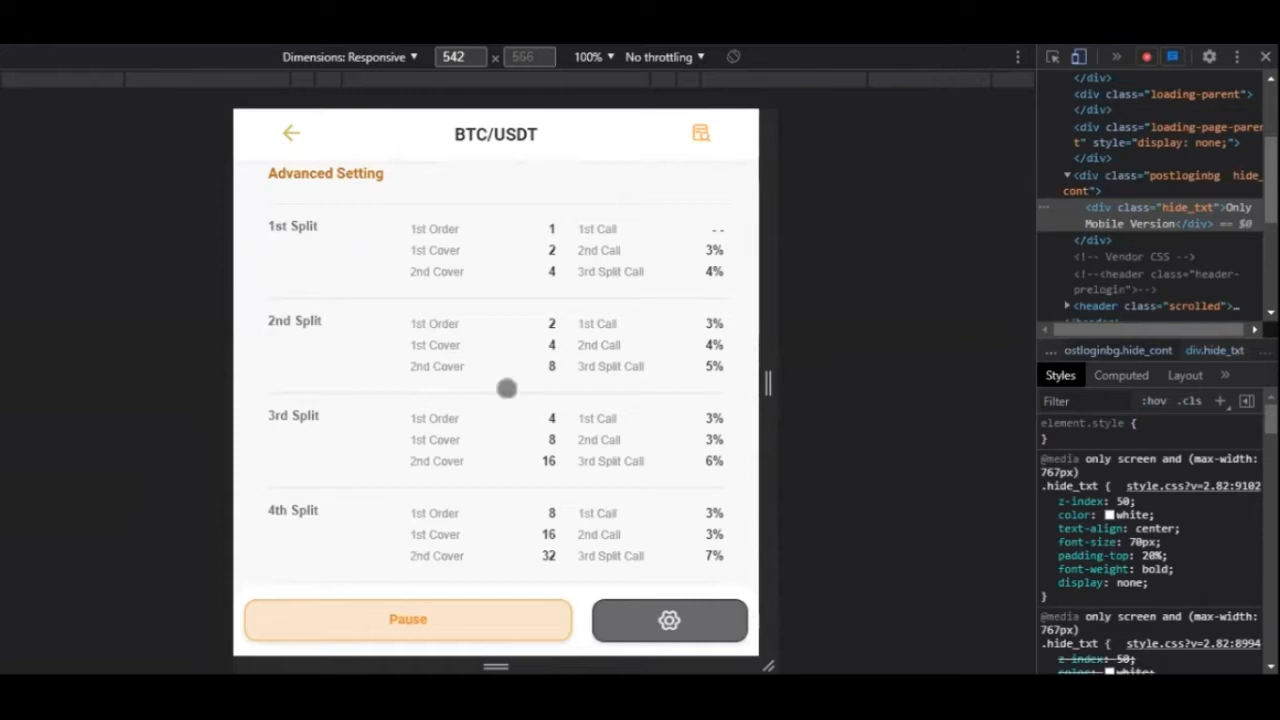 Dimensions: Responsive ▼ 542 × 566 100% ▼ No throttling ▼
BTC/USDT
Advanced Setting
1st Split
1st Order 1 1st Call - -
1st Cover 2 2nd Call 3%
2nd Cover 4 3rd Split Call 4%
2nd Split
1st Order 2 1st Call 3%
1st Cover 4 2nd Call 4%
2nd Cover 8 3rd Split Call 5%
3rd Split
1st Order 4 1st Call 3%
1st Cover 8 2nd Call 3%
2nd Cover 16 3rd Split Call 6%
4th Split
1st Order 8 1st Call 3%
1st Cover 16 2nd Call 3%
2nd Cover 32 3rd Split Call 7%
Pause
</div>
<div class="loading-parent">
</div>
<div class="loading-page-paren
t" style="display: none;">
</div>
▼<div class="postloginbg hide_
cont">
<div class="hide_txt">Only
Mobile Version</div> == $0
</div>
<!-- Vendor CSS -->
<!--<header class="header-
prelogin">-->
▶<header class="scrolled">…
... ostloginbg.hide_cont div.hide_txt ...
Styles Computed Layout »
Filter :hov .cls +
element.style {
}
@media only screen and (max-width:
767px)
.hide_txt { style.css?v=2.82:9102
z-index: 50;
color: white;
text-align: center;
font-size: 70px;
padding-top: 20%;
font-weight: bold;
display: none;
}
@media only screen and (max-width:
767px)
.hide_txt { style.css?v=2.82:8994
z-index: 50;